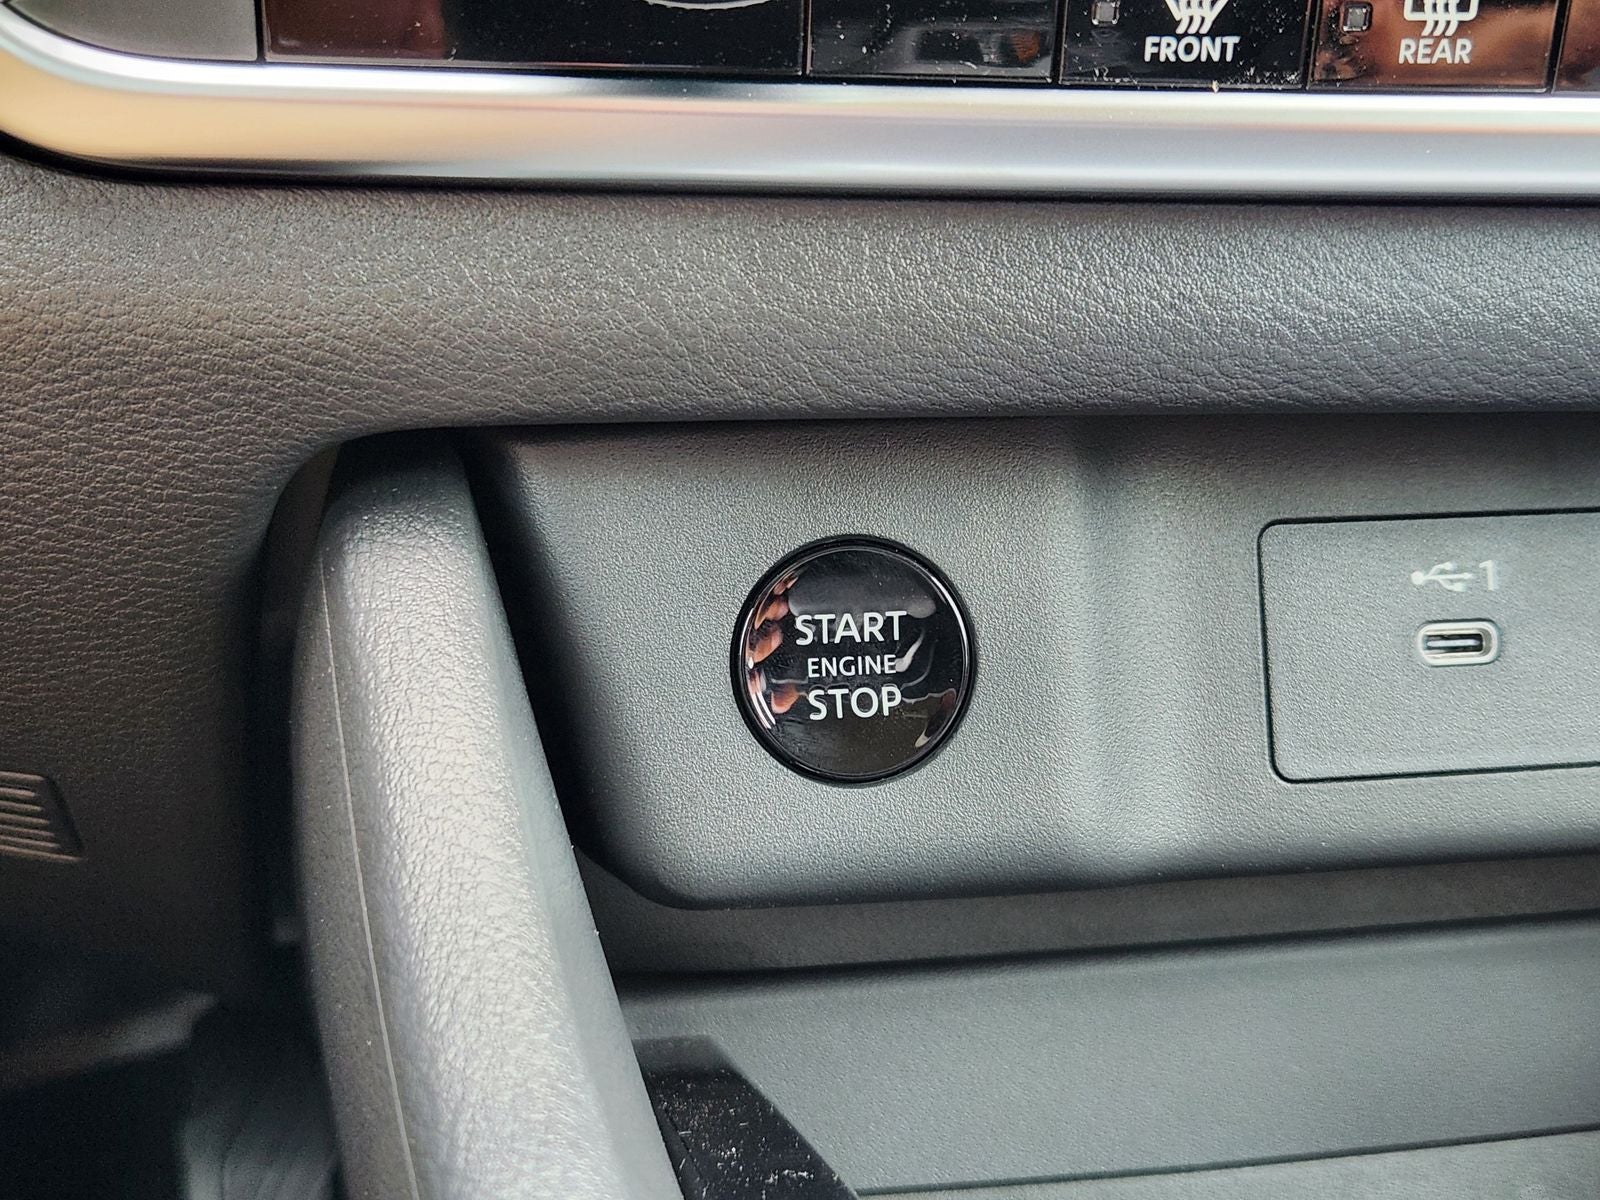 FRONT
REAR
START
ENGINE
STOP
1